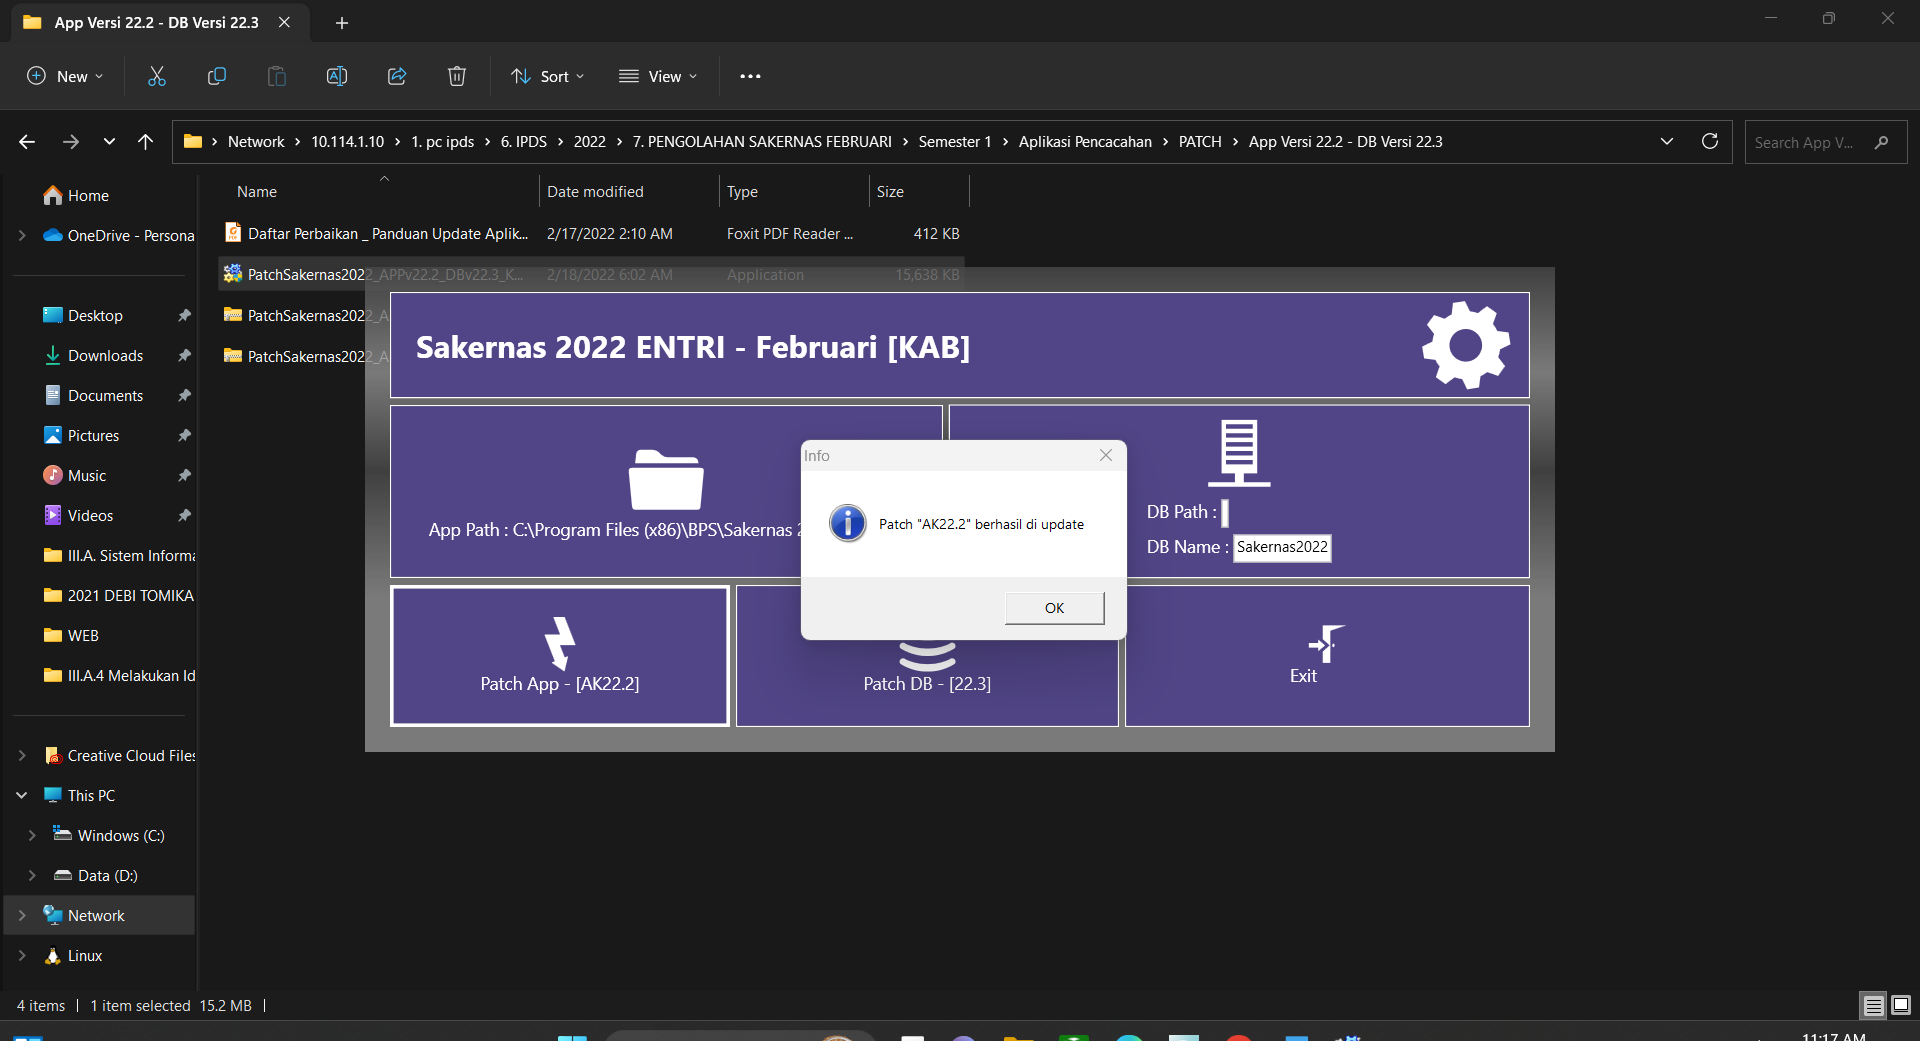 App Versi 22.2 - DB Versi 22.3
New
Sort
View
Network > 10.114.1.10 > 1. pc ipds > 6. IPDS > 2022 > 7. PENGOLAHAN SAKERNAS FEBRUARI > Semester 1 > Aplikasi Pencacahan > PATCH > App Versi 22.2 - DB Versi 22.3
Search App V...
Home
OneDrive - Persona
Desktop
Downloads
Documents
Pictures
Music
Videos
III.A. Sistem Informa
2021 DEBI TOMIKA
WEB
III.A.4 Melakukan Id
Creative Cloud Files
This PC
Windows (C:)
Data (D:)
Network
Linux
Name Date modified Type Size
Daftar Perbaikan _ Panduan Update Aplik... 2/17/2022 2:10 AM Foxit PDF Reader ... 412 KB
PatchSakernas2022_APPv22.2_DBv22.3_K... 2/18/2022 6:02 AM Application 15,638 KB
PatchSakernas2022_A
PatchSakernas2022_A
Sakernas 2022 ENTRI - Februari [KAB]
App Path : C:\Program Files (x86)\BPS\Sakernas 2
DB Path :
DB Name : Sakernas2022
Info
Patch "AK22.2" berhasil di update
OK
Patch App - [AK22.2]
Patch DB - [22.3]
Exit
4 items
1 item selected 15.2 MB
11:17 AM